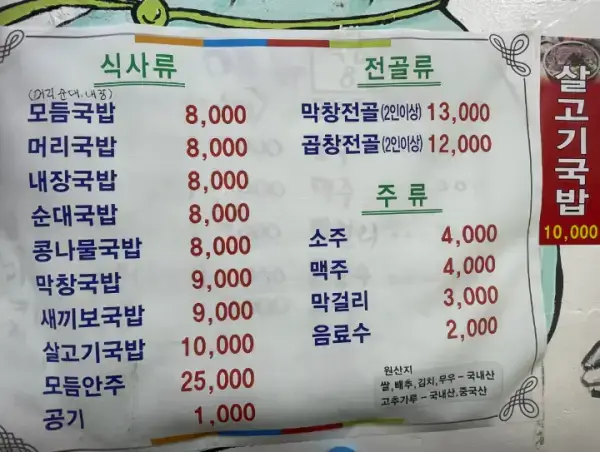 식사류
(머리, 순대, 내장)
모듬국밥 8,000
머리국밥 8,000
내장국밥 8,000
순대국밥 8,000
콩나물국밥 8,000
막창국밥 9,000
새끼보국밥 9,000
살고기국밥 10,000
모듬안주 25,000
공기 1,000
전골류
막창전골(2인이상) 13,000
곱창전골(2인이상) 12,000
주류
소주 4,000
맥주 4,000
막걸리 3,000
음료수 2,000
원산지
쌀,배추,김치,무우 - 국내산
고추가루 - 국내산,중국산
살고기국밥
10,000